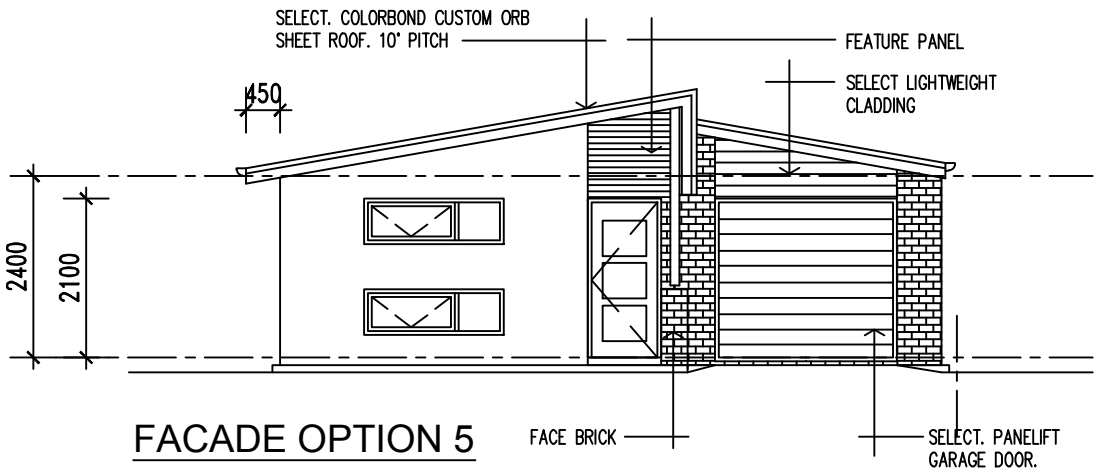 SELECT. COLORBOND CUSTOM ORB
SHEET ROOF. 10° PITCH
FEATURE PANEL
SELECT LIGHTWEIGHT
CLADDING
450
2400
2100
FACADE OPTION 5
FACE BRICK
SELECT. PANELIFT
GARAGE DOOR.